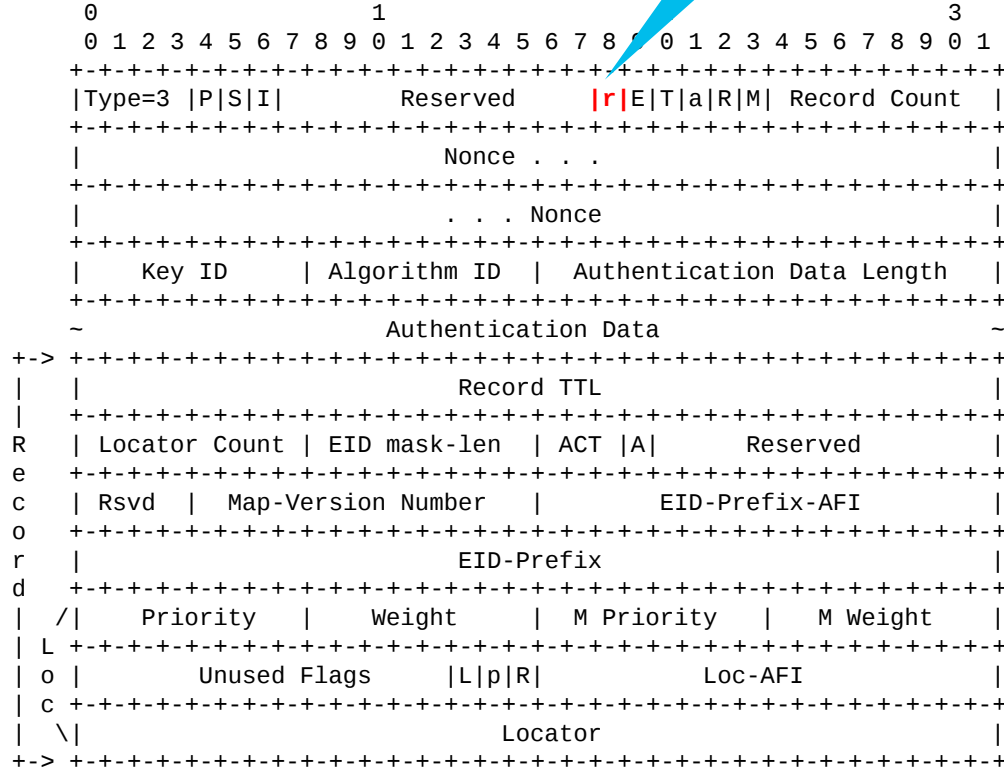 0                   1                                       3
0 1 2 3 4 5 6 7 8 9 0 1 2 3 4 5 6 7 8 9 0 1 2 3 4 5 6 7 8 9 0 1
+-+-+-+-+-+-+-+-+-+-+-+-+-+-+-+-+-+-+-+-+-+-+-+-+-+-+-+-+-+-+-+-+
|Type=3 |P|S|I|        Reserved     |r|E|T|a|R|M| Record Count  |
+-+-+-+-+-+-+-+-+-+-+-+-+-+-+-+-+-+-+-+-+-+-+-+-+-+-+-+-+-+-+-+-+
|                         Nonce . . .                           |
+-+-+-+-+-+-+-+-+-+-+-+-+-+-+-+-+-+-+-+-+-+-+-+-+-+-+-+-+-+-+-+-+
|                         . . . Nonce                           |
+-+-+-+-+-+-+-+-+-+-+-+-+-+-+-+-+-+-+-+-+-+-+-+-+-+-+-+-+-+-+-+-+
|    Key ID     | Algorithm ID  |  Authentication Data Length   |
+-+-+-+-+-+-+-+-+-+-+-+-+-+-+-+-+-+-+-+-+-+-+-+-+-+-+-+-+-+-+-+-+
~                     Authentication Data                       ~
+-> +-+-+-+-+-+-+-+-+-+-+-+-+-+-+-+-+-+-+-+-+-+-+-+-+-+-+-+-+-+-+-+-+
|   |                          Record TTL                           |
|   +-+-+-+-+-+-+-+-+-+-+-+-+-+-+-+-+-+-+-+-+-+-+-+-+-+-+-+-+-+-+-+-+
R   | Locator Count | EID mask-len  | ACT |A|      Reserved         |
e   +-+-+-+-+-+-+-+-+-+-+-+-+-+-+-+-+-+-+-+-+-+-+-+-+-+-+-+-+-+-+-+-+
c   | Rsvd  |  Map-Version Number   |        EID-Prefix-AFI         |
o   +-+-+-+-+-+-+-+-+-+-+-+-+-+-+-+-+-+-+-+-+-+-+-+-+-+-+-+-+-+-+-+-+
r   |                          EID-Prefix                           |
d   +-+-+-+-+-+-+-+-+-+-+-+-+-+-+-+-+-+-+-+-+-+-+-+-+-+-+-+-+-+-+-+-+
|  /|    Priority   |    Weight     |  M Priority   |   M Weight    |
| L +-+-+-+-+-+-+-+-+-+-+-+-+-+-+-+-+-+-+-+-+-+-+-+-+-+-+-+-+-+-+-+-+
| o |        Unused Flags     |L|p|R|           Loc-AFI             |
| c +-+-+-+-+-+-+-+-+-+-+-+-+-+-+-+-+-+-+-+-+-+-+-+-+-+-+-+-+-+-+-+-+
|  \|                             Locator                           |
+-> +-+-+-+-+-+-+-+-+-+-+-+-+-+-+-+-+-+-+-+-+-+-+-+-+-+-+-+-+-+-+-+-+